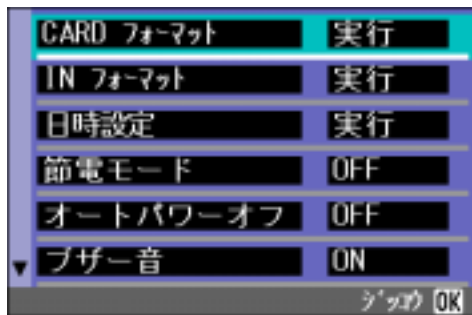 CARD フォーマット 実行
IN フォーマット 実行
日時設定 実行
節電モード OFF
オートパワーオフ OFF
ブザー音 ON
ジッコウ OK